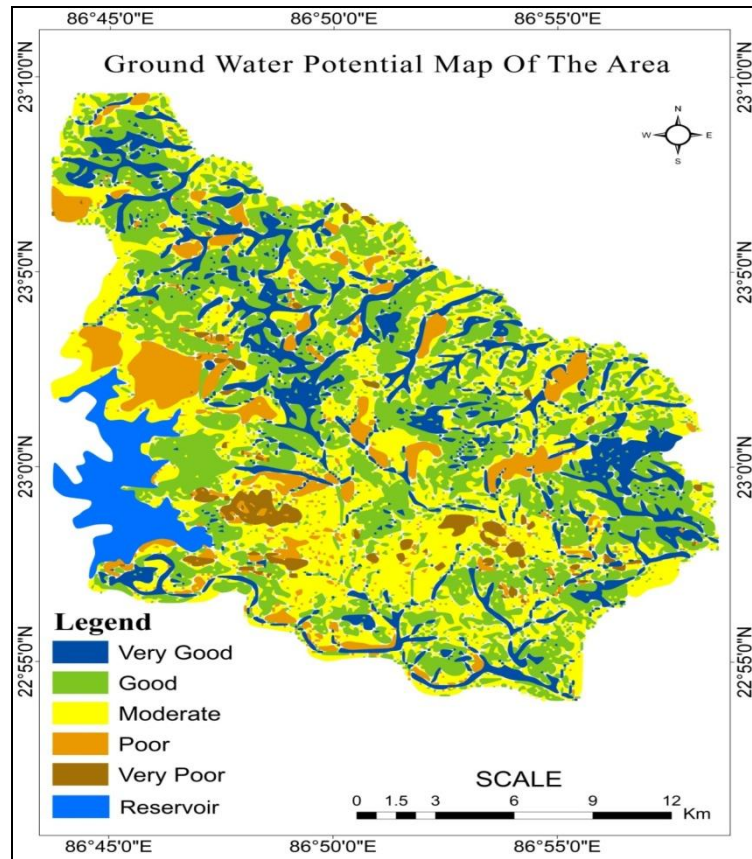 86°45'0"E 86°50'0"E 86°55'0"E
Ground Water Potential Map Of The Area
23°10'0"N 23°10'0"N
N
W E
S
23°5'0"N 23°5'0"N
23°0'0"N 23°0'0"N
22°55'0"N 22°55'0"N
Legend
Very Good
Good
Moderate
Poor
Very Poor
Reservoir
SCALE
0 1.5 3 6 9 12
Km
86°45'0"E 86°50'0"E 86°55'0"E